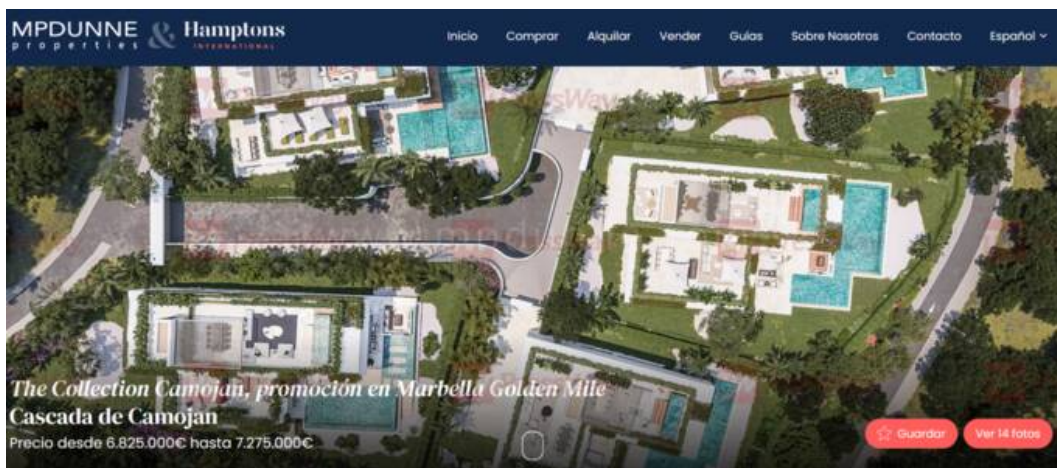 MPDUNNE & Hamptons
properties INTERNATIONAL
Inicio Comprar Alquilar Vender Guías Sobre Nosotros Contacto Español
The Collection Camojan, promoción en Marbella Golden Mile
Cascada de Camojan
Precio desde 6.825.000€ hasta 7.275.000€
Guardar Ver 14 fotos